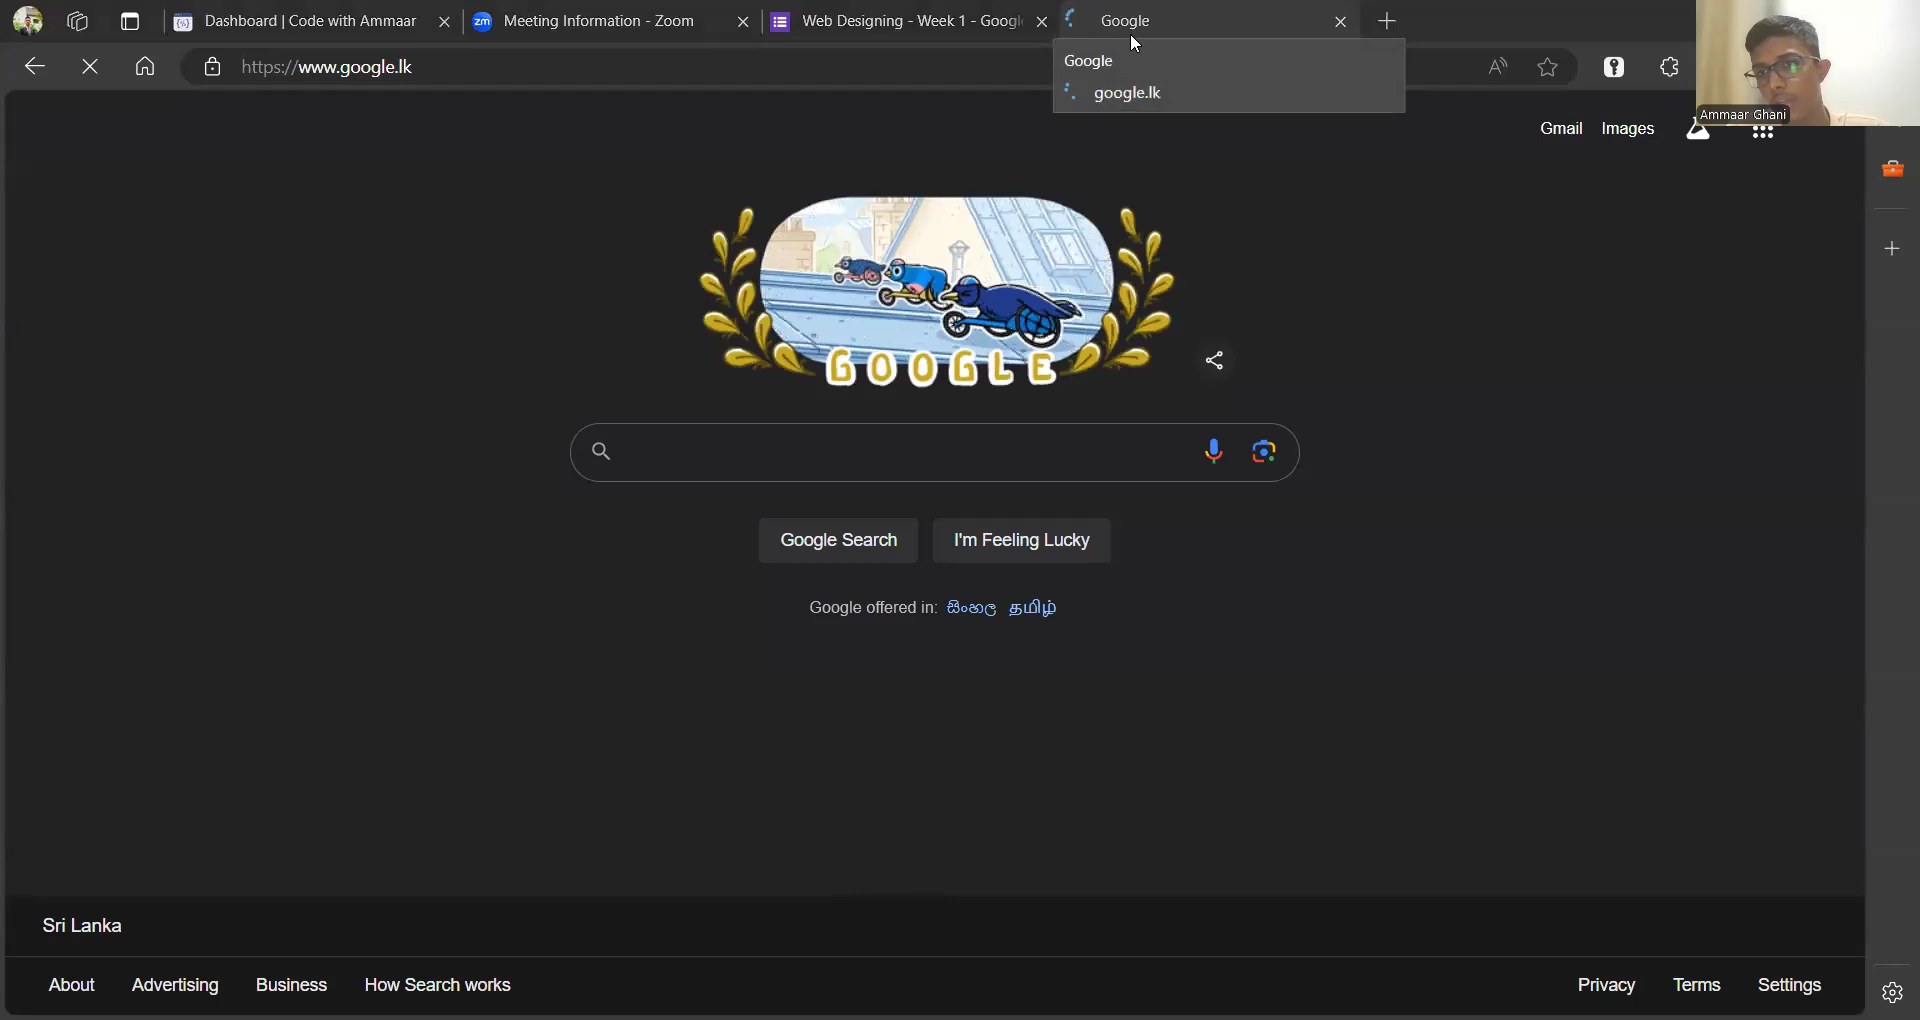 Dashboard | Code with Ammaar
zm Meeting Information - Zoom
Web Designing - Week 1 - Googl
Google
https://www.google.lk
Google
google.lk
Ammaar Ghani
Gmail Images
GOOGLE
Google Search I'm Feeling Lucky
Google offered in: සිංහල தமிழ்
Sri Lanka
About Advertising Business How Search works Privacy Terms Settings